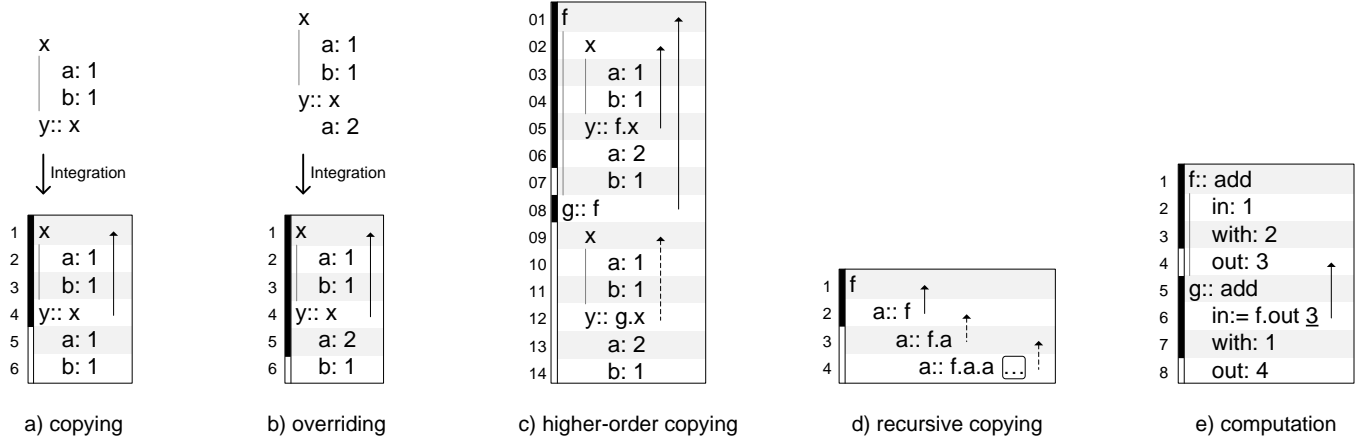 x
a: 1
b: 1
y:: x
Integration
1 x
2 a: 1
3 b: 1
4 y:: x
5 a: 1
6 b: 1
a) copying
x
a: 1
b: 1
y:: x
a: 2
Integration
1 x
2 a: 1
3 b: 1
4 y:: x
5 a: 2
6 b: 1
b) overriding
01 f
02 x
03 a: 1
04 b: 1
05 y:: f.x
06 a: 2
07 b: 1
08 g:: f
09 x
10 a: 1
11 b: 1
12 y:: g.x
13 a: 2
14 b: 1
c) higher-order copying
1 f
2 a:: f
3 a:: f.a
4 a:: f.a.a ...
d) recursive copying
1 f:: add
2 in: 1
3 with: 2
4 out: 3
5 g:: add
6 in:= f.out 3
7 with: 1
8 out: 4
e) computation